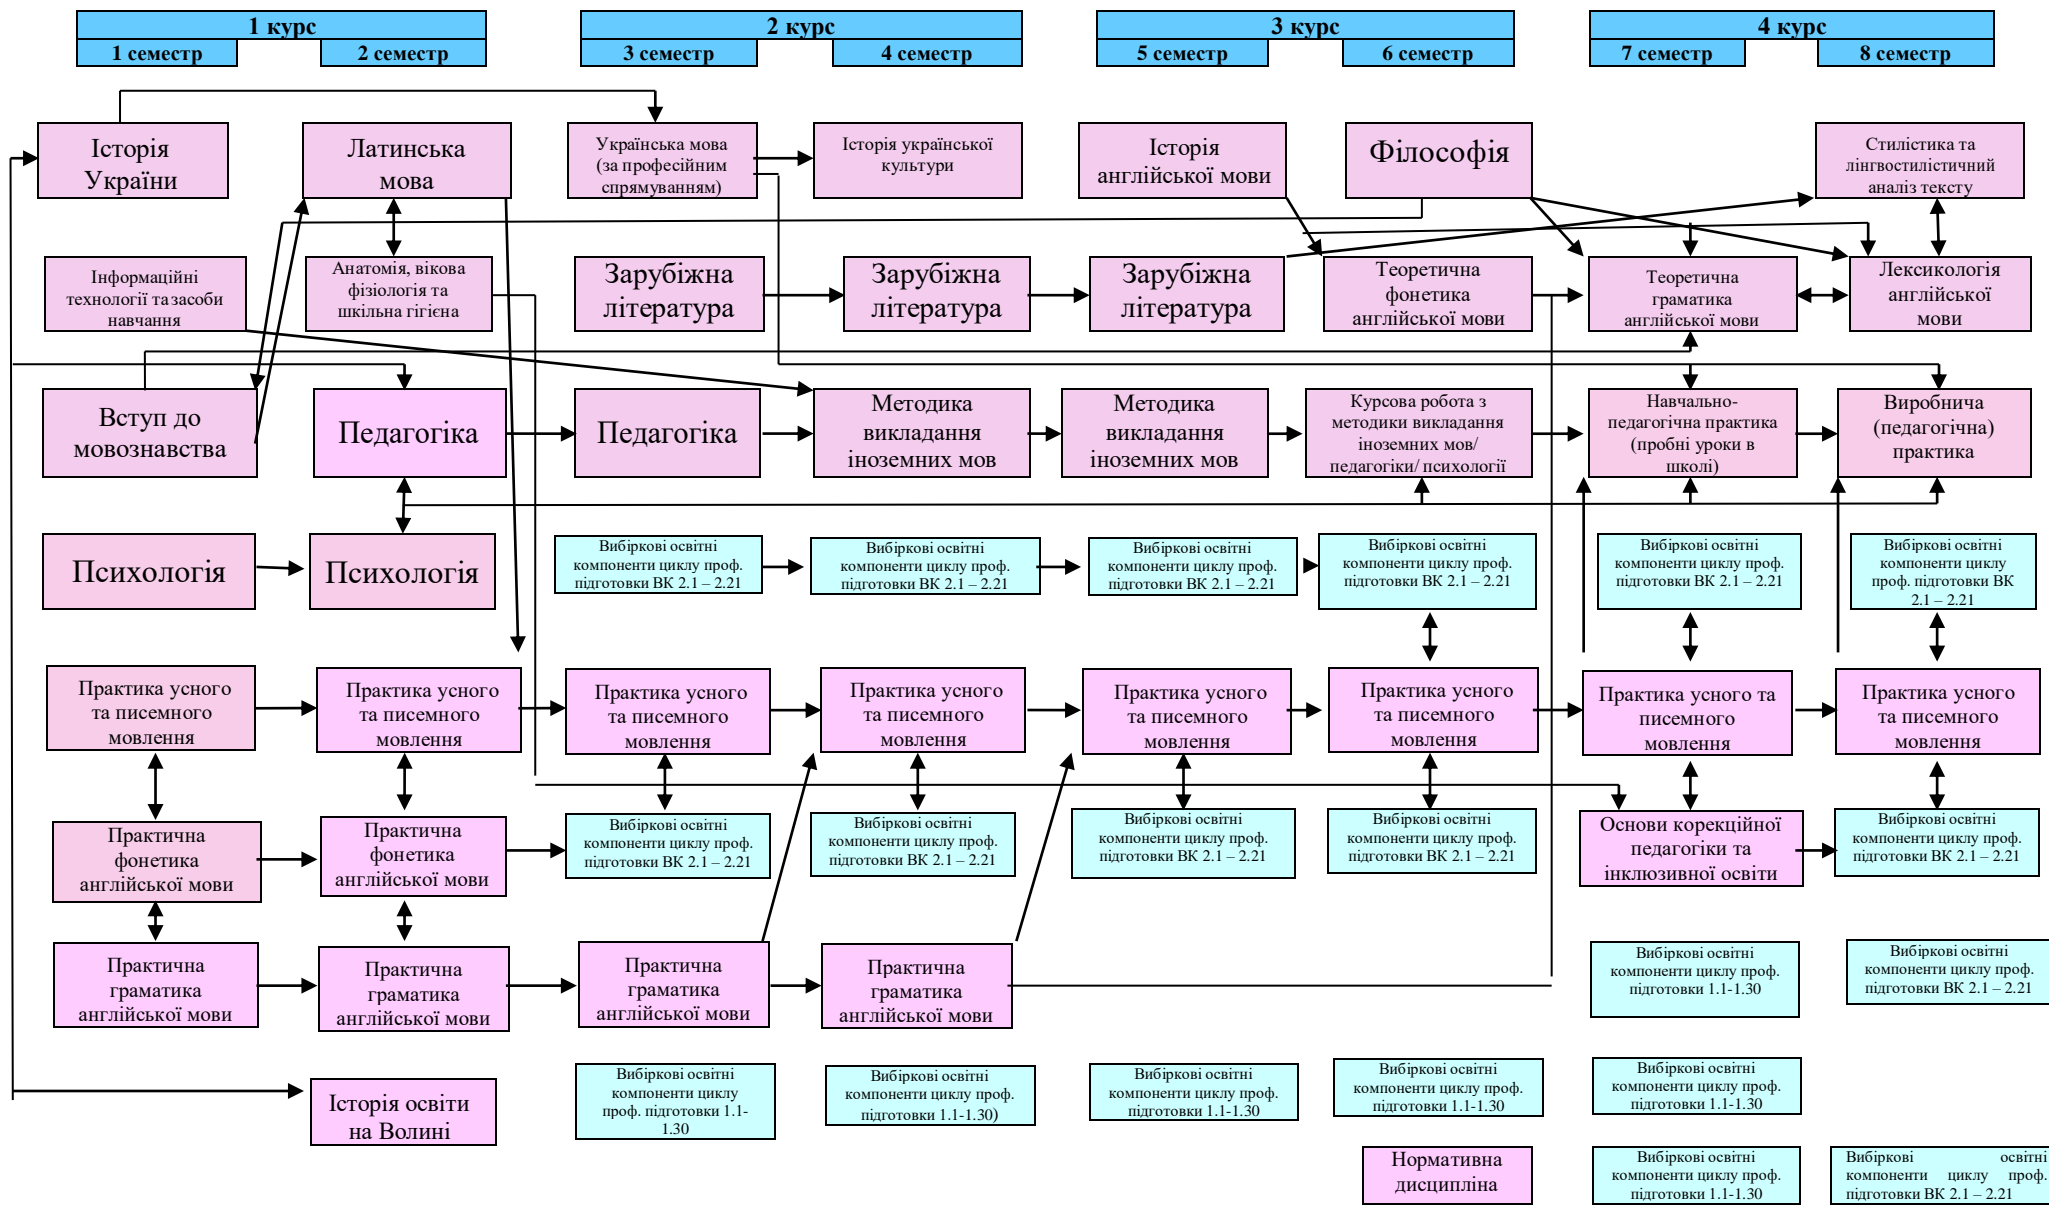 1 курс
2 курс
3 курс
4 курс
1 семестр
2 семестр
3 семестр
4 семестр
5 семестр
6 семестр
7 семестр
8 семестр
Історія
України
Латинська
мова
Українська мова
(за професійним
спрямуванням)
Історія української
культури
Історія
англійської мови
Філософія
Стилістика та
лінгвостилістичний
аналіз тексту
Інформаційні
технології та засоби
навчання
Анатомія, вікова
фізіологія та
шкільна гігієна
Зарубіжна
література
Зарубіжна
література
Зарубіжна
література
Теоретична
фонетика
англійської мови
Теоретична
граматика
англійської мови
Лексикологія
англійської
мови
Вступ до
мовознавства
Педагогіка
Педагогіка
Методика
викладання
іноземних мов
Методика
викладання
іноземних мов
Курсова робота з
методики викладання
іноземних мов/
педагогіки/ психології
Навчально-
педагогічна практика
(пробні уроки в
школі)
Виробнича
(педагогічна)
практика
Психологія
Психологія
Вибіркові освітні
компоненти циклу проф.
підготовки ВК 2.1 – 2.21
Вибіркові освітні
компоненти циклу проф.
підготовки ВК 2.1 – 2.21
Вибіркові освітні
компоненти циклу проф.
підготовки ВК 2.1 – 2.21
Вибіркові освітні
компоненти циклу проф.
підготовки ВК 2.1 – 2.21
Вибіркові освітні
компоненти циклу проф.
підготовки ВК 2.1 – 2.21
Вибіркові освітні
компоненти циклу
проф. підготовки ВК
2.1 – 2.21
Практика усного
та писемного
мовлення
Практика усного
та писемного
мовлення
Практика усного
та писемного
мовлення
Практика усного
та писемного
мовлення
Практика усного
та писемного
мовлення
Практика усного
та писемного
мовлення
Практика усного та
писемного
мовлення
Практика усного
та писемного
мовлення
Практична
фонетика
англійської мови
Практична
фонетика
англійської мови
Вибіркові освітні
компоненти циклу проф.
підготовки ВК 2.1 – 2.21
Вибіркові освітні
компоненти циклу проф.
підготовки ВК 2.1 – 2.21
Вибіркові освітні
компоненти циклу проф.
підготовки ВК 2.1 – 2.21
Вибіркові освітні
компоненти циклу проф.
підготовки ВК 2.1 – 2.21
Основи корекційної
педагогіки та
інклюзивної освіти
Вибіркові освітні
компоненти циклу проф.
підготовки ВК 2.1 – 2.21
Практична
граматика
англійської мови
Практична
граматика
англійської мови
Практична
граматика
англійської мови
Практична
граматика
англійської мови
Вибіркові освітні
компоненти циклу проф.
підготовки 1.1-1.30
Вибіркові освітні
компоненти циклу проф.
підготовки ВК 2.1 – 2.21
Історія освіти
на Волині
Вибіркові освітні
компоненти циклу
проф. підготовки 1.1-
1.30
Вибіркові освітні
компоненти циклу проф.
підготовки 1.1-1.30)
Вибіркові освітні
компоненти циклу проф.
підготовки 1.1-1.30
Вибіркові освітні
компоненти циклу проф.
підготовки 1.1-1.30
Вибіркові освітні
компоненти циклу проф.
підготовки 1.1-1.30
Нормативна
дисципліна
Вибіркові освітні
компоненти циклу проф.
підготовки 1.1-1.30
Вибіркові освітні
компоненти циклу проф.
підготовки ВК 2.1 – 2.21